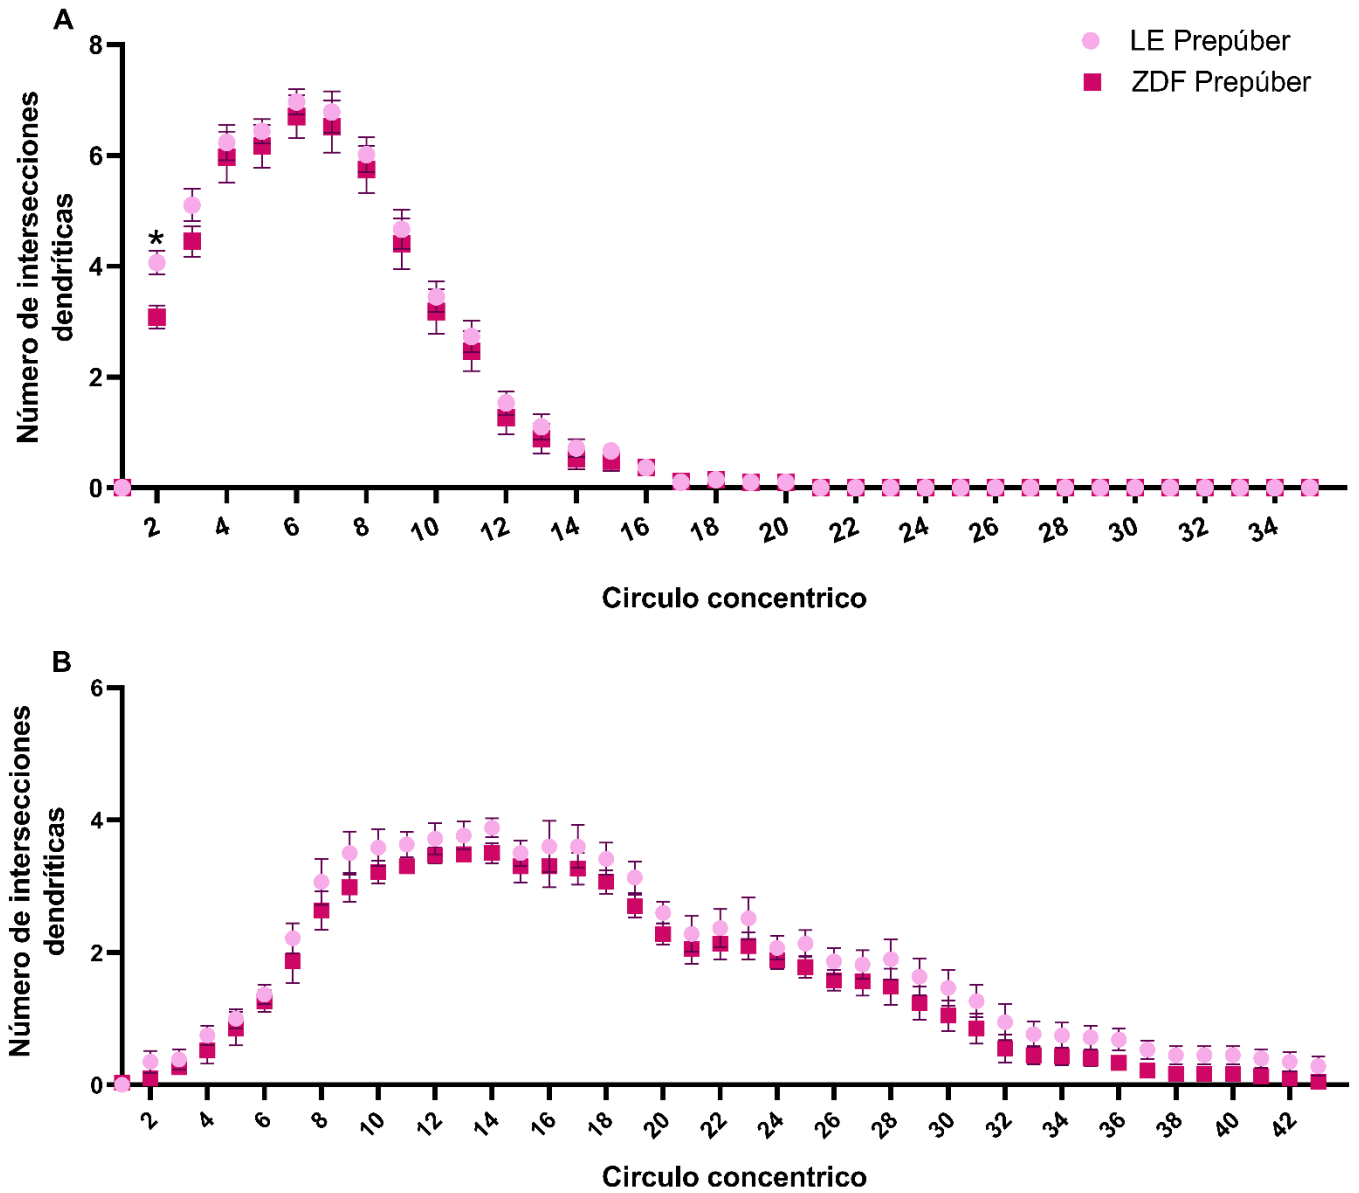 A
LE Prepúber
ZDF Prepúber
Número de intersecciones
dendríticas
8
6
4
2
0
*
2 4 6 8 10 12 14 16 18 20 22 24 26 28 30 32 34
Circulo concentrico
B
Número de intersecciones
dendríticas
6
4
2
0
2 4 6 8 10 12 14 16 18 20 22 24 26 28 30 32 34 36 38 40 42
Circulo concentrico